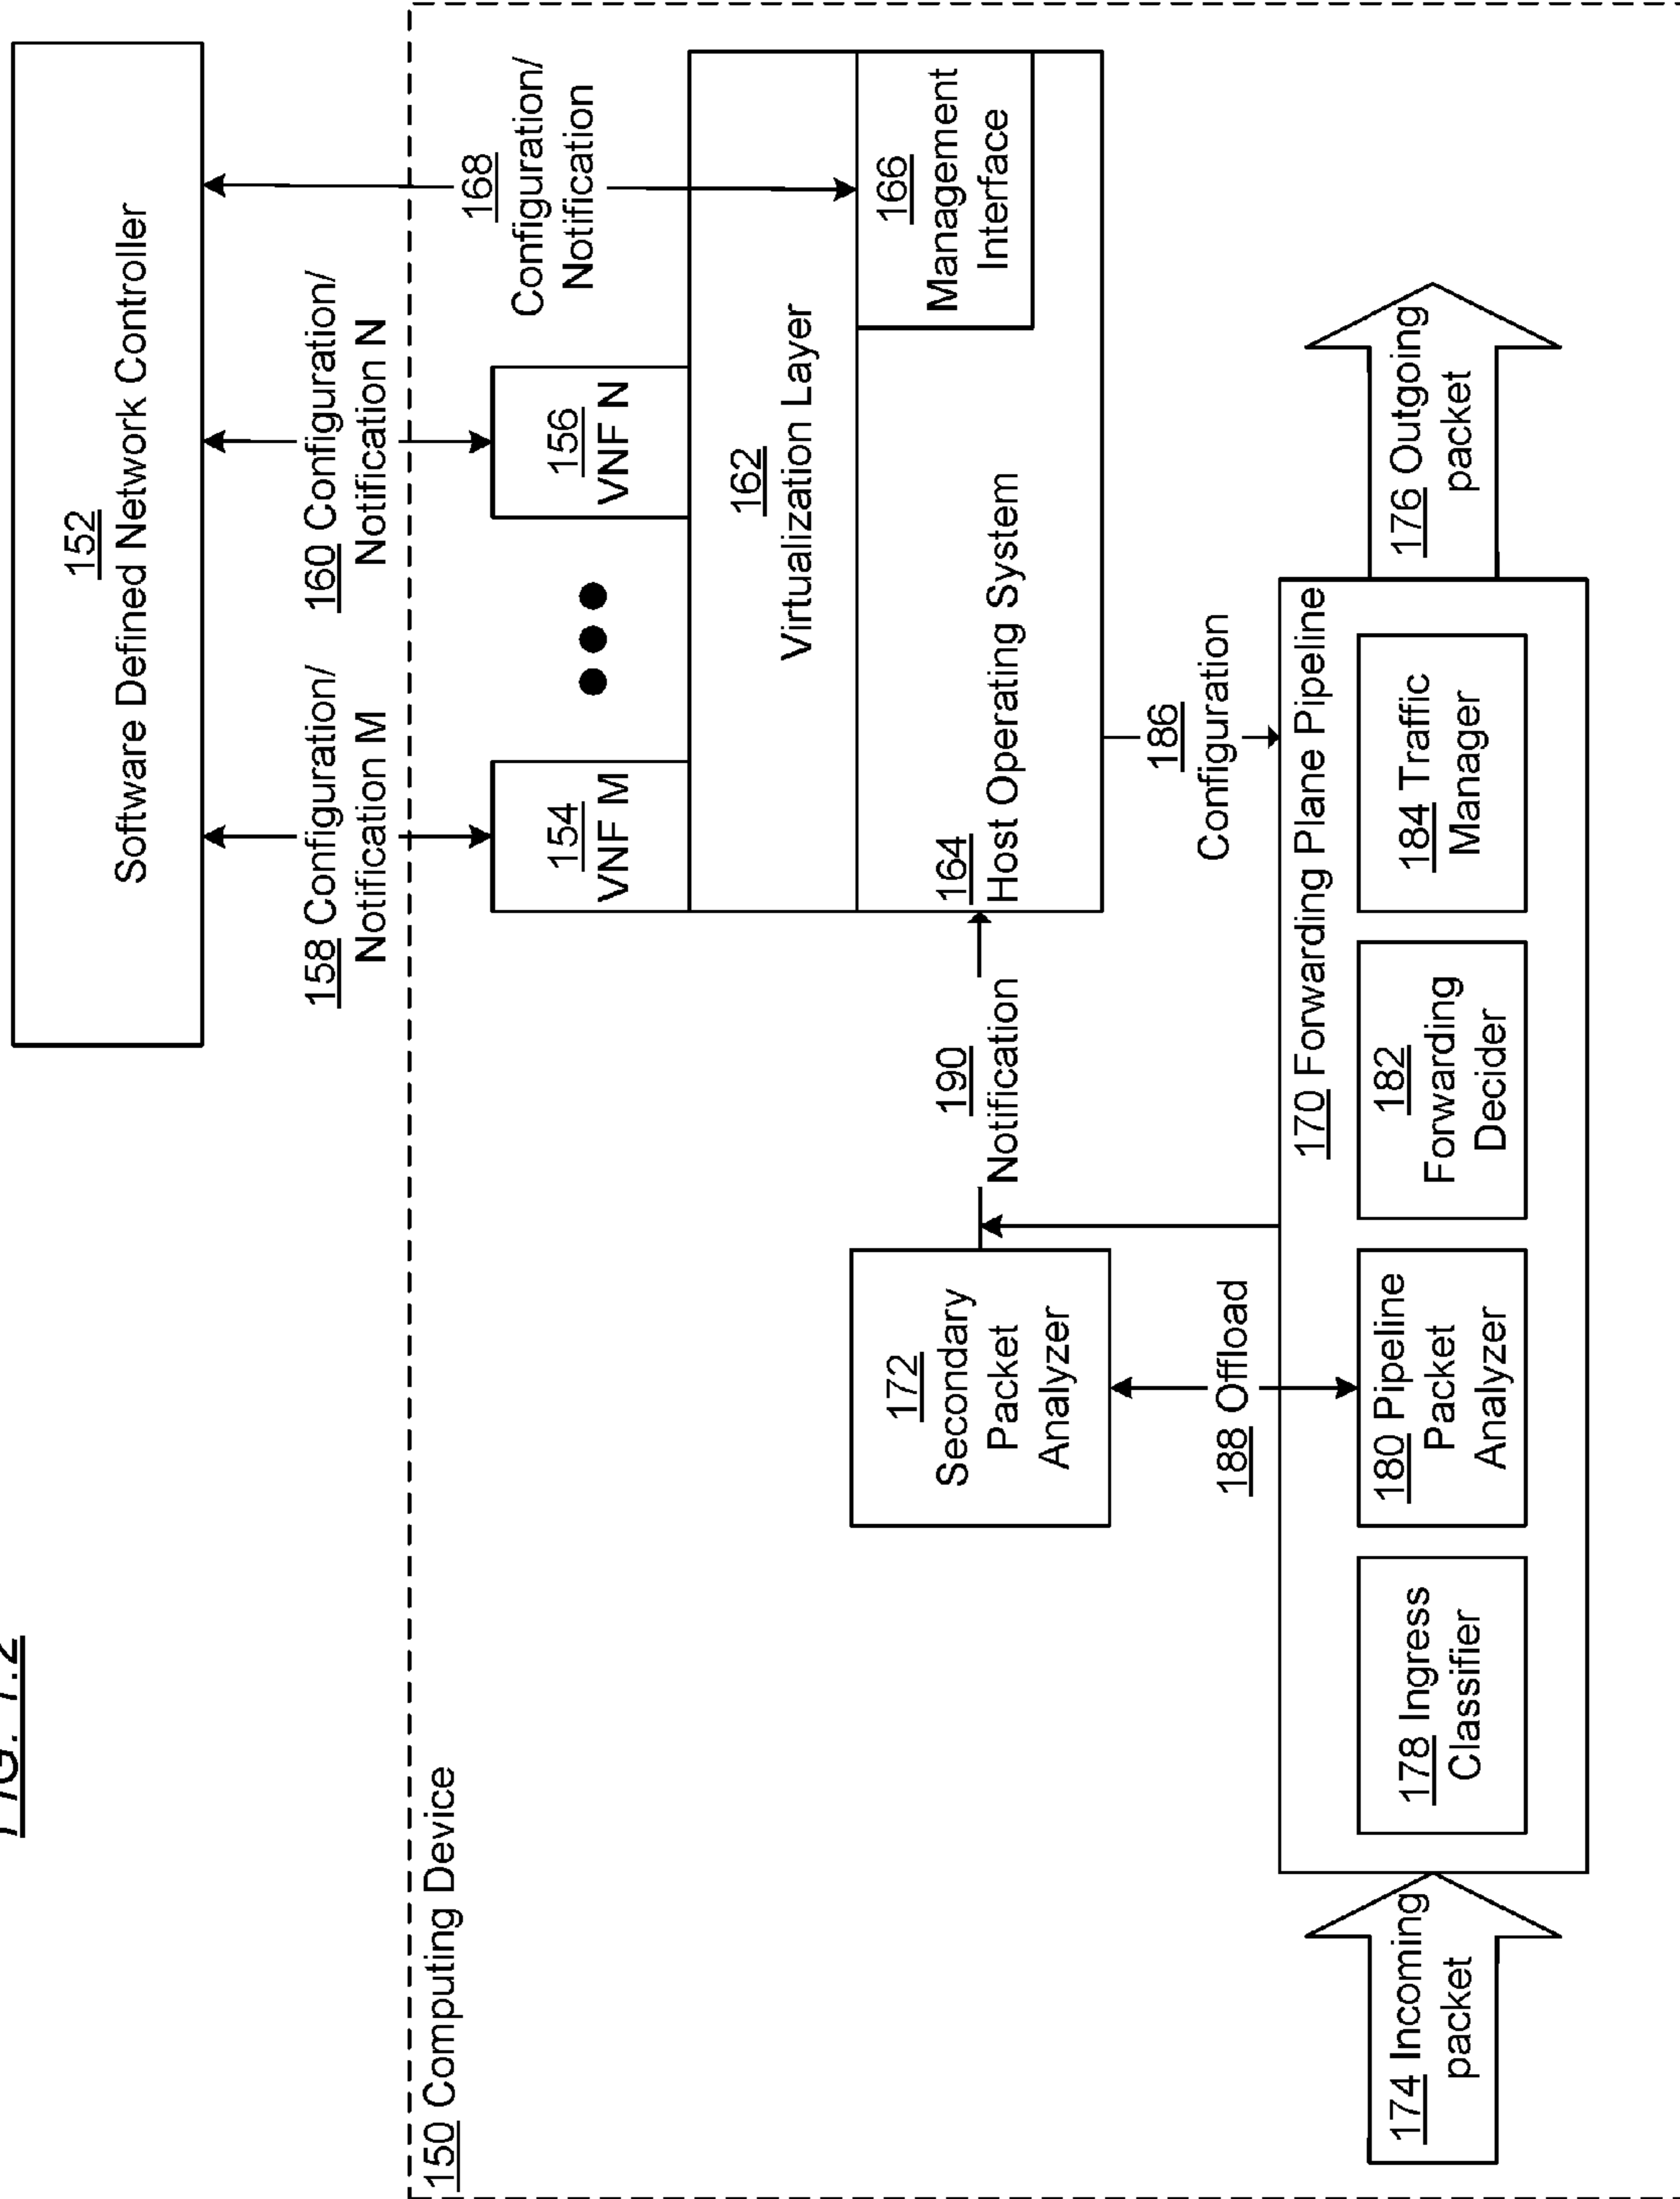 FIG. 1.2
152
Software Defined Network Controller
158 Configuration/
Notification M
160 Configuration/
Notification N
168
Configuration/
Notification
150 Computing Device
154
VNF M
156
VNF N
162
Virtualization Layer
164
Host Operating System
166
Management
Interface
172
Secondary
Packet
Analyzer
190
Notification
188 Offload
186
Configuration
170 Forwarding Plane Pipeline
174 Incoming
packet
178 Ingress
Classifier
180 Pipeline
Packet
Analyzer
182
Forwarding
Decider
184 Traffic
Manager
176 Outgoing
packet